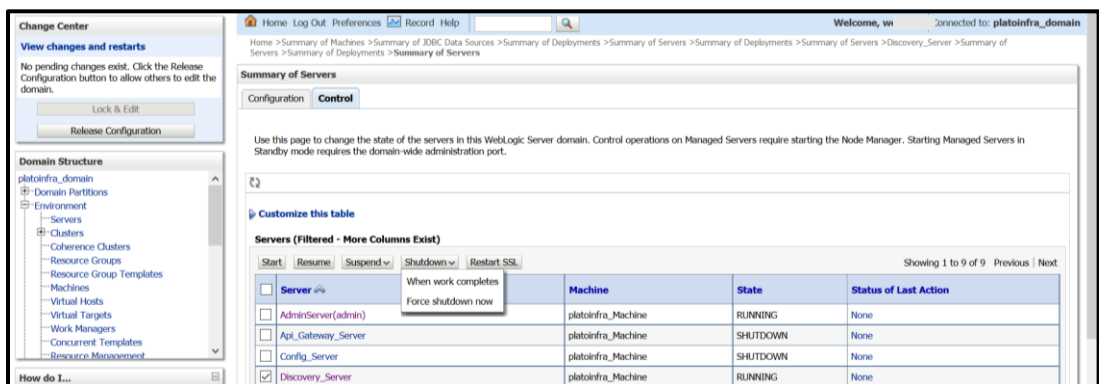 Change Center
View changes and restarts
No pending changes exist. Click the Release
Configuration button to allow others to edit the
domain.
Lock & Edit
Release Configuration
Domain Structure
platoinfra_domain
Domain Partitions
Environment
Servers
Clusters
Coherence Clusters
Resource Groups
Resource Group Templates
Machines
Virtual Hosts
Virtual Targets
Work Managers
Concurrent Templates
Resource Management
How do I...
Home Log Out Preferences Record Help
Welcome, we
Connected to: platoinfra_domain
Home >Summary of Machines >Summary of JDBC Data Sources >Summary of Deployments >Summary of Servers >Summary of Deployments >Summary of Servers >Discovery_Server >Summary of
Servers >Summary of Deployments >Summary of Servers
Summary of Servers
Configuration Control
Use this page to change the state of the servers in this WebLogic Server domain. Control operations on Managed Servers require starting the Node Manager. Starting Managed Servers in
Standby mode requires the domain-wide administration port.
Customize this table
Servers (Filtered - More Columns Exist)
Start Resume Suspend Shutdown Restart SSL
Showing 1 to 9 of 9 Previous | Next
When work completes
Force shutdown now
Server Machine State Status of Last Action
AdminServer(admin) platoinfra_Machine RUNNING None
Api_Gateway_Server platoinfra_Machine SHUTDOWN None
Config_Server platoinfra_Machine SHUTDOWN None
Discovery_Server platoinfra_Machine RUNNING None